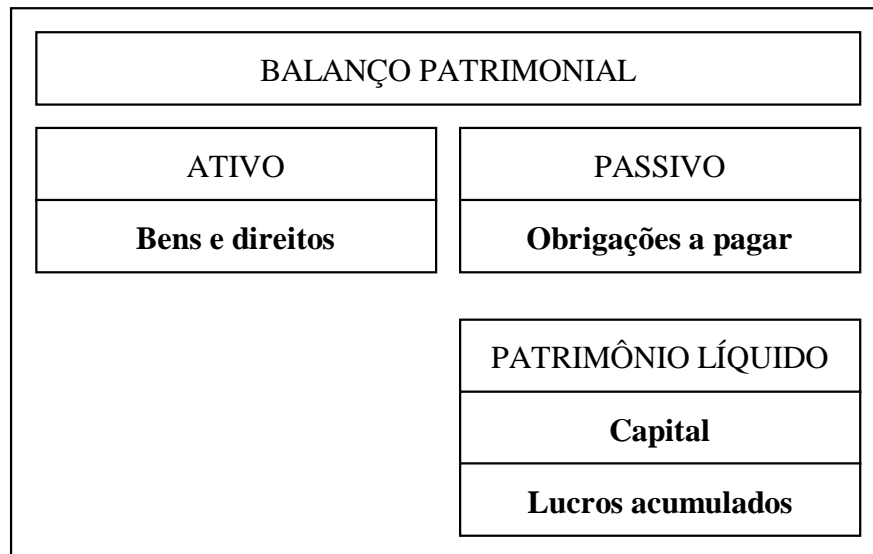 BALANÇO PATRIMONIAL
ATIVO
Bens e direitos
PASSIVO
Obrigações a pagar
PATRIMÔNIO LÍQUIDO
Capital
Lucros acumulados